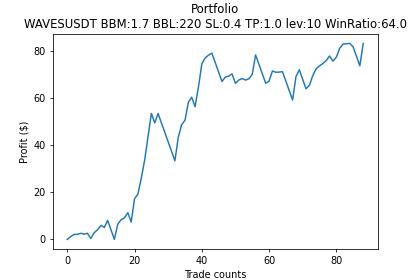 Portfolio
WAVESUSDT BBM:1.7 BBL:220 SL:0.4 TP:1.0 lev:10 WinRatio:64.0
80
60
40
20
0
Profit ($)
0 20 40 60 80
Trade counts